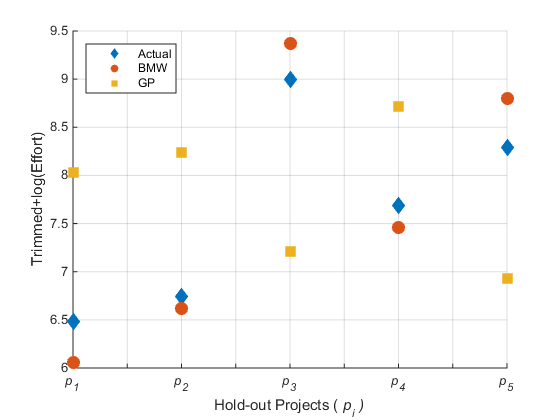 9.5
9
8.5
8
7.5
7
6.5
6
Trimmed+log(Effort)
Actual
BMW
GP
p1 p2 p3 p4 p5
Hold-out Projects ( pi )